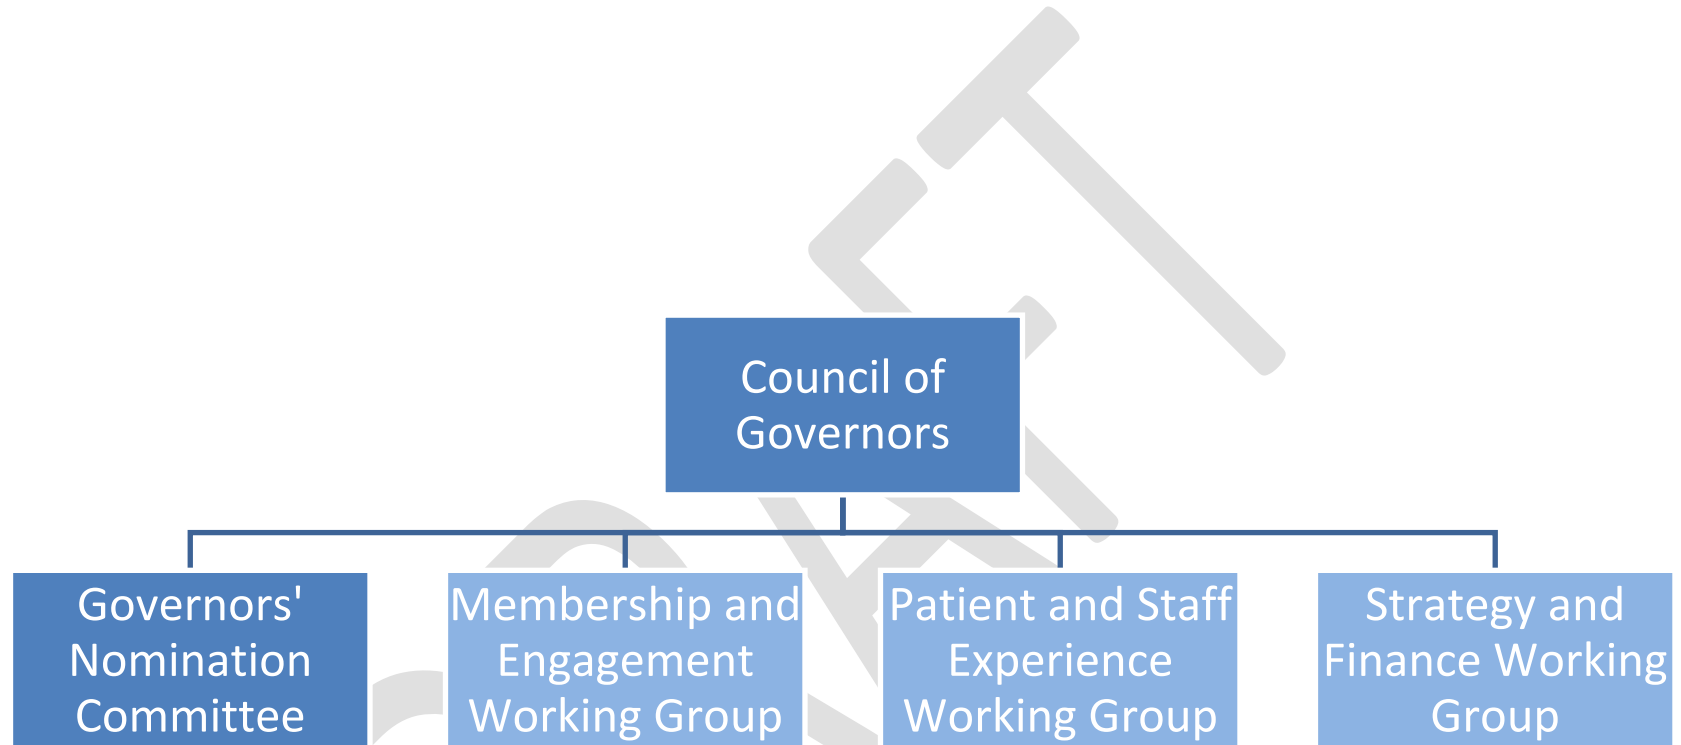 Council of
Governors
Governors'
Nomination
Committee
Membership and
Engagement
Working Group
Patient and Staff
Experience
Working Group
Strategy and
Finance Working
Group